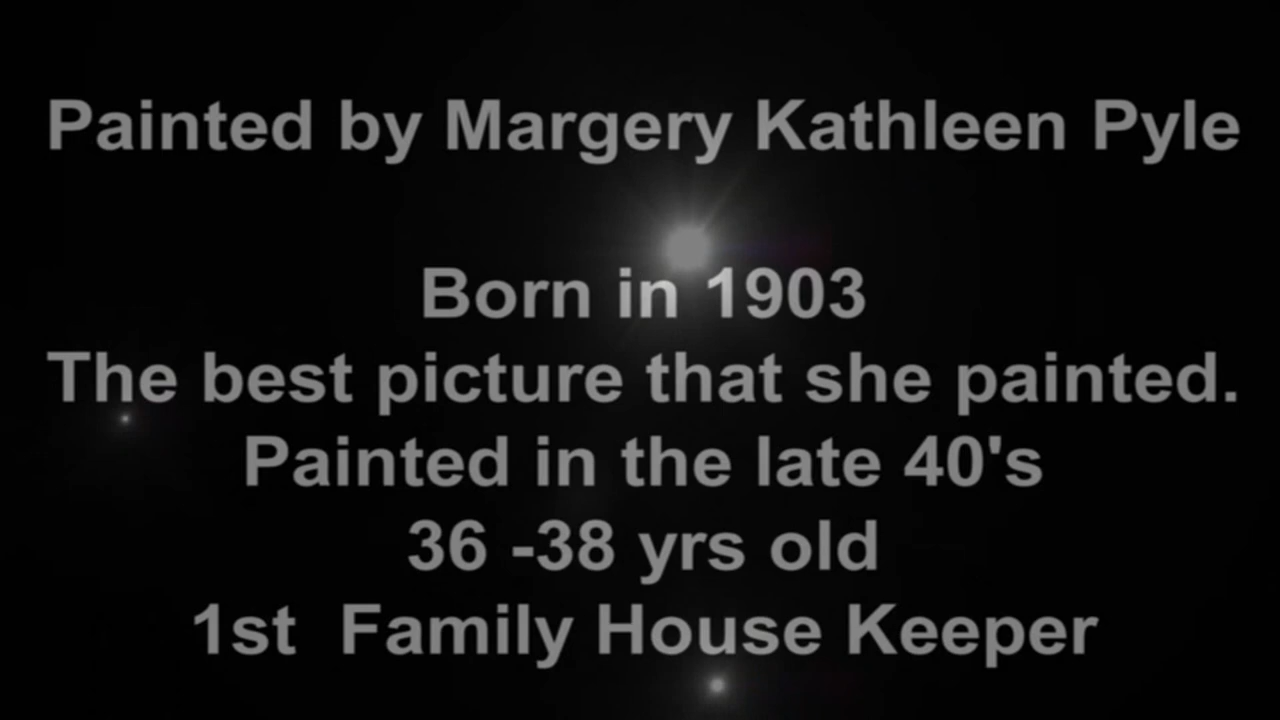 Painted by Margery Kathleen Pyle
Born in 1903
The best picture that she painted.
Painted in the late 40's
36 -38 yrs old
1st  Family House Keeper